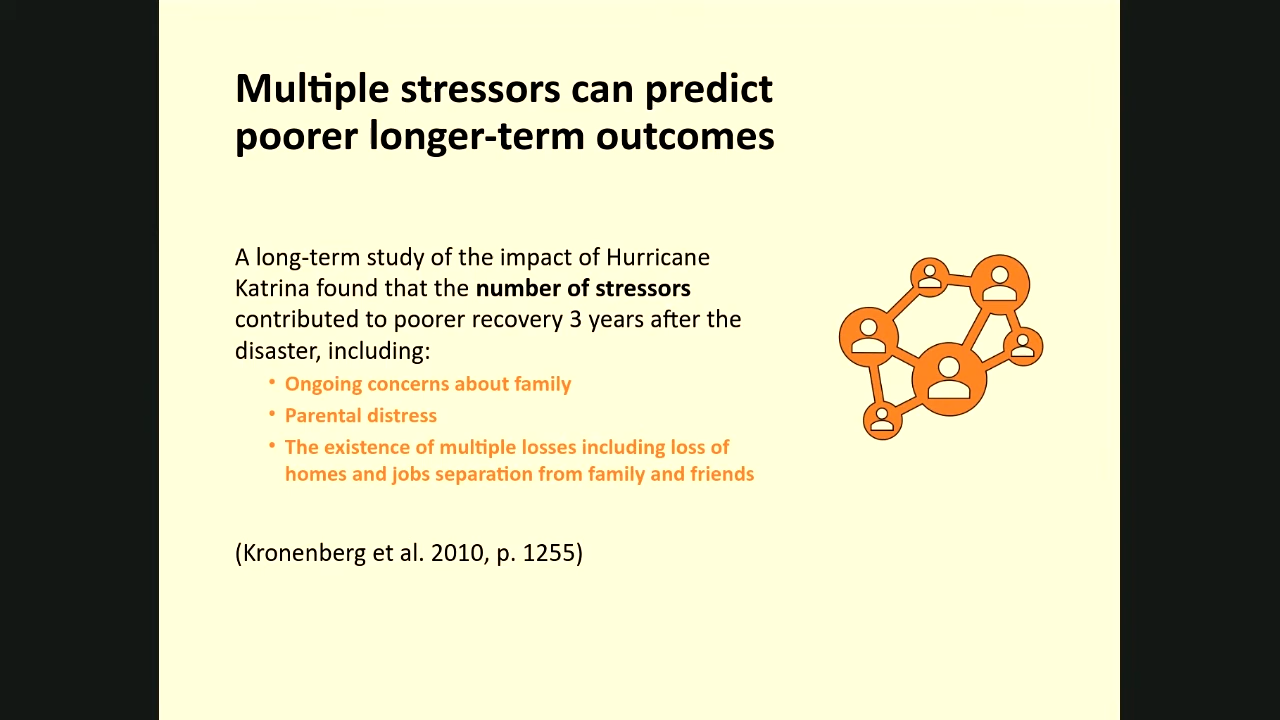 Multiple stressors can predict
poorer longer-term outcomes
A long-term study of the impact of Hurricane
Katrina found that the number of stressors
contributed to poorer recovery 3 years after the
disaster, including:
• Ongoing concerns about family
• Parental distress
• The existence of multiple losses including loss of
homes and jobs separation from family and friends
(Kronenberg et al. 2010, p. 1255)